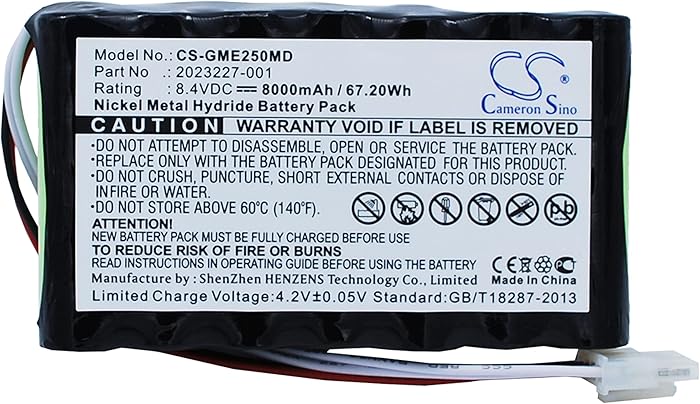 Model No.: CS-GME250MD
Part No : 2023227-001
Rating : 8.4VDC 8000mAh / 67.20Wh
Nickel Metal Hydride Battery Pack
CS
Cameron Sino
CAUTION WARRANTY VOID IF LABEL IS REMOVED
•DO NOT ATTEMPT TO DISASSEMBLE, OPEN OR SERVICE THE BATTERY PACK.
•REPLACE ONLY WITH THE BATTERY PACK DESIGNATED FOR THIS PRODUCT.
•DO NOT CRUSH, PUNCTURE, SHORT EXTERNAL CONTACTS OR DISPOSE OF
INFIRE OR WATER.
•DO NOT STORE ABOVE 60°C (140°F).
ATTENTION!
NEW BATTERY PACK MUST BE FULLY CHARGED BEFORE USE.
TO REDUCE RISK OF FIRE OR BURNS
READ INSTRUCTIONS IN OPERATING GUIDE BEFORE CHARGING OR USE.
Manufacture by : ShenZhen HENZENS Technology Co., Limited
Made In China
Limited Charge Voltage:4.2V±0.05V Standard:GB/T18287-2013